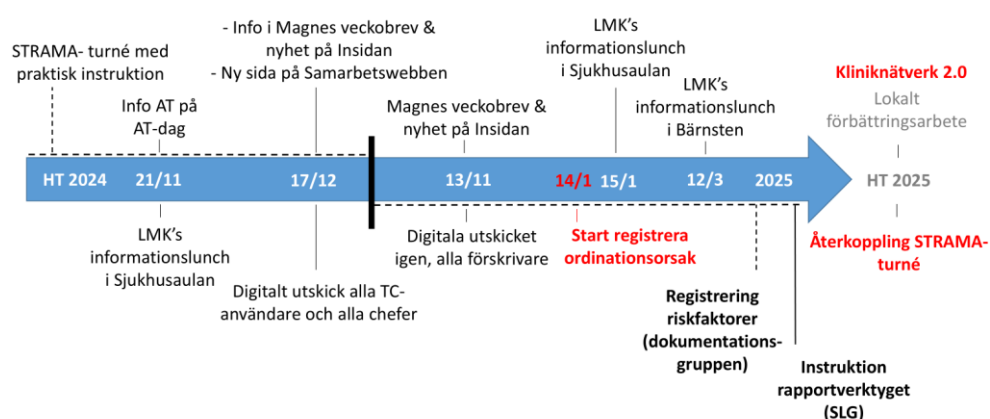 - Info i Magnes veckobrev &
nyhet på Insidan
- Ny sida på Samarbetswebben
STRAMA- turné med
praktisk instruktion
Info AT på
AT-dag
Magnes veckobrev &
nyhet på Insidan
LMK’s
informationslunch
i Sjukhusaulan
LMK’s
informationslunch
i Bärnsten
Kliniknätverk 2.0
Lokalt
förbättringsarbete
HT 2024
21/11
17/12
13/11
14/1
15/1
12/3
2025
HT 2025
LMK’s
informationslunch
i Sjukhusaulan
Digitalt utskick alla TC-
användare och alla chefer
Digitala utskicket
igen, alla förskrivare
Start registrera
ordinationsorsak
Registrering
riskfaktorer
(dokumentations-
gruppen)
Instruktion
rapportverktyget
(SLG)
Återkoppling STRAMA-
turné